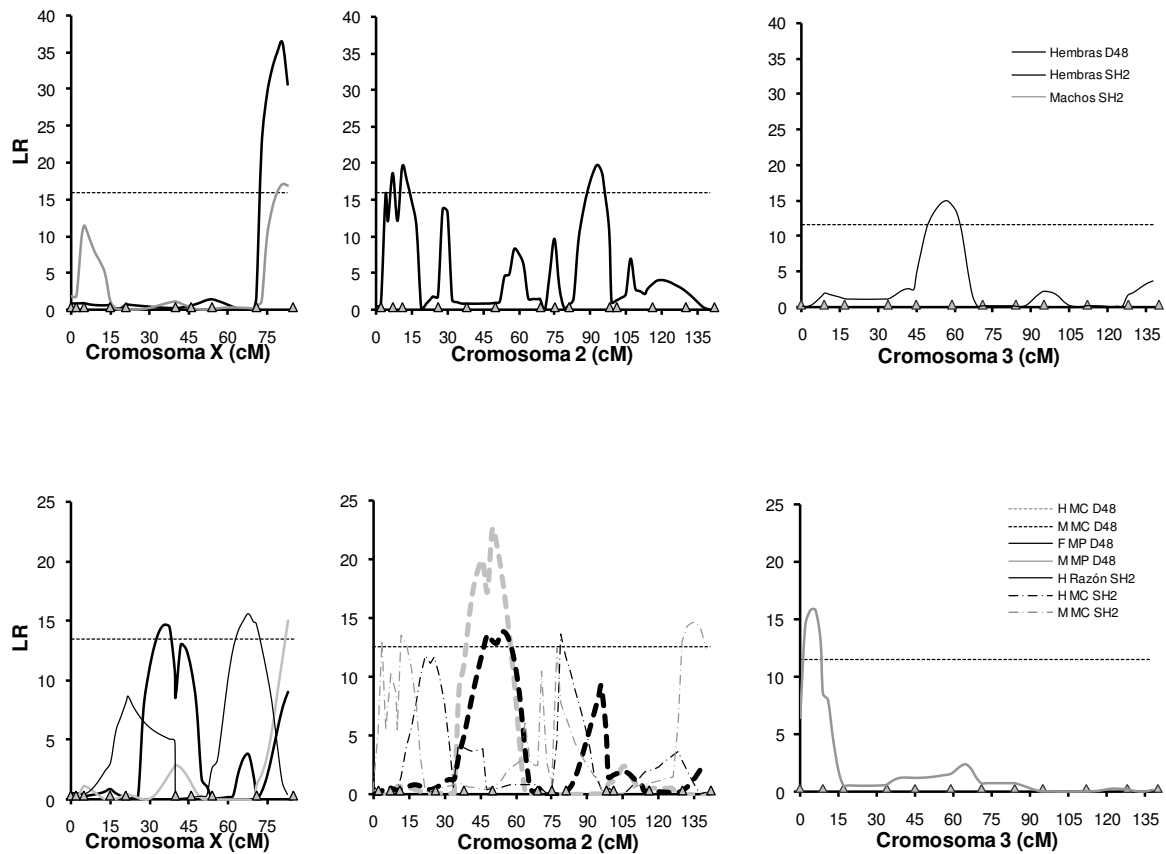 40
35
30
25
20
15
10
5
0
LR
0 15 30 45 60 75
Cromosoma X (cM)
40
35
30
25
20
15
10
5
0
0 15 30 45 60 75 90 105 120 135
Cromosoma 2 (cM)
40
35
30
25
20
15
10
5
0
0 15 30 45 60 75 90 105 120 135
Cromosoma 3 (cM)
Hembras D48
Hembras SH2
Machos SH2
25
20
15
10
5
0
LR
0 15 30 45 60 75
Cromosoma X (cM)
25
20
15
10
5
0
0 15 30 45 60 75 90 105 120 135
Cromosoma 2 (cM)
25
20
15
10
5
0
0 15 30 45 60 75 90 105 120 135
Cromosoma 3 (cM)
H MC D48
M MC D48
F MP D48
M MP D48
H Razón SH2
H MC SH2
M MC SH2